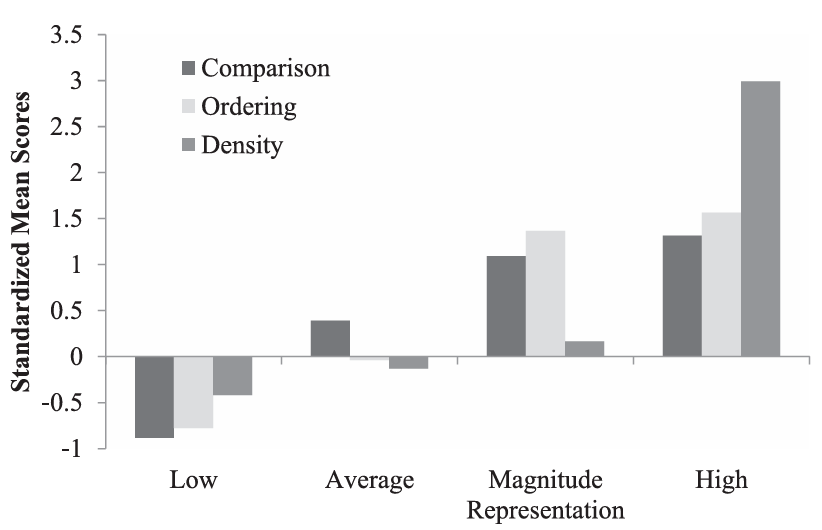 3.5
3
2.5
2
1.5
1
0.5
0
-0.5
-1
Standardized Mean Scores
Comparison
Ordering
Density
Low
Average
Magnitude
Representation
High